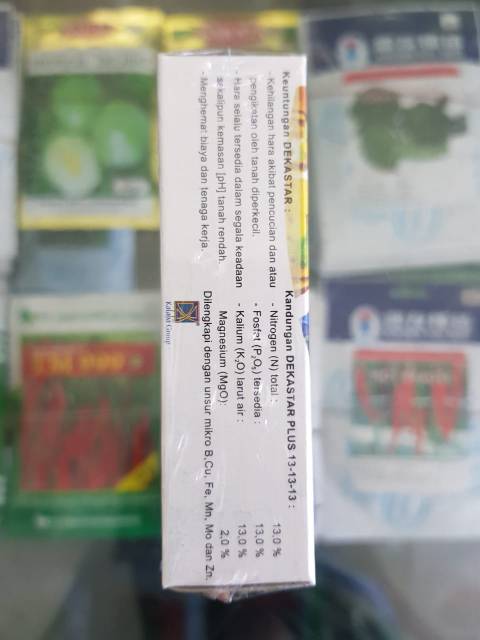 Keuntungan DEKASTAR :
- Kehilangan hara akibat pencucian dan atau
pengikatan oleh tanah diperkecil.
- Hara selalu tersedia dalam segala keadaan
sekalipun kemasan [pH] tanah rendah.
- Menghemat biaya dan tenaga kerja.
Kandungan DEKASTAR PLUS 13-13-13 :
- Nitrogen (N) total : 13,0 %
- Fosfat (P₂O₅) tersedia : 13,0 %
- Kalium (K₂O) larut air : 13,0 %
Magnesium (MgO): 2,0 %
Dilengkapi dengan unsur mikro B,Cu, Fe, Mn, Mo dan Zn.
Kalatni Group